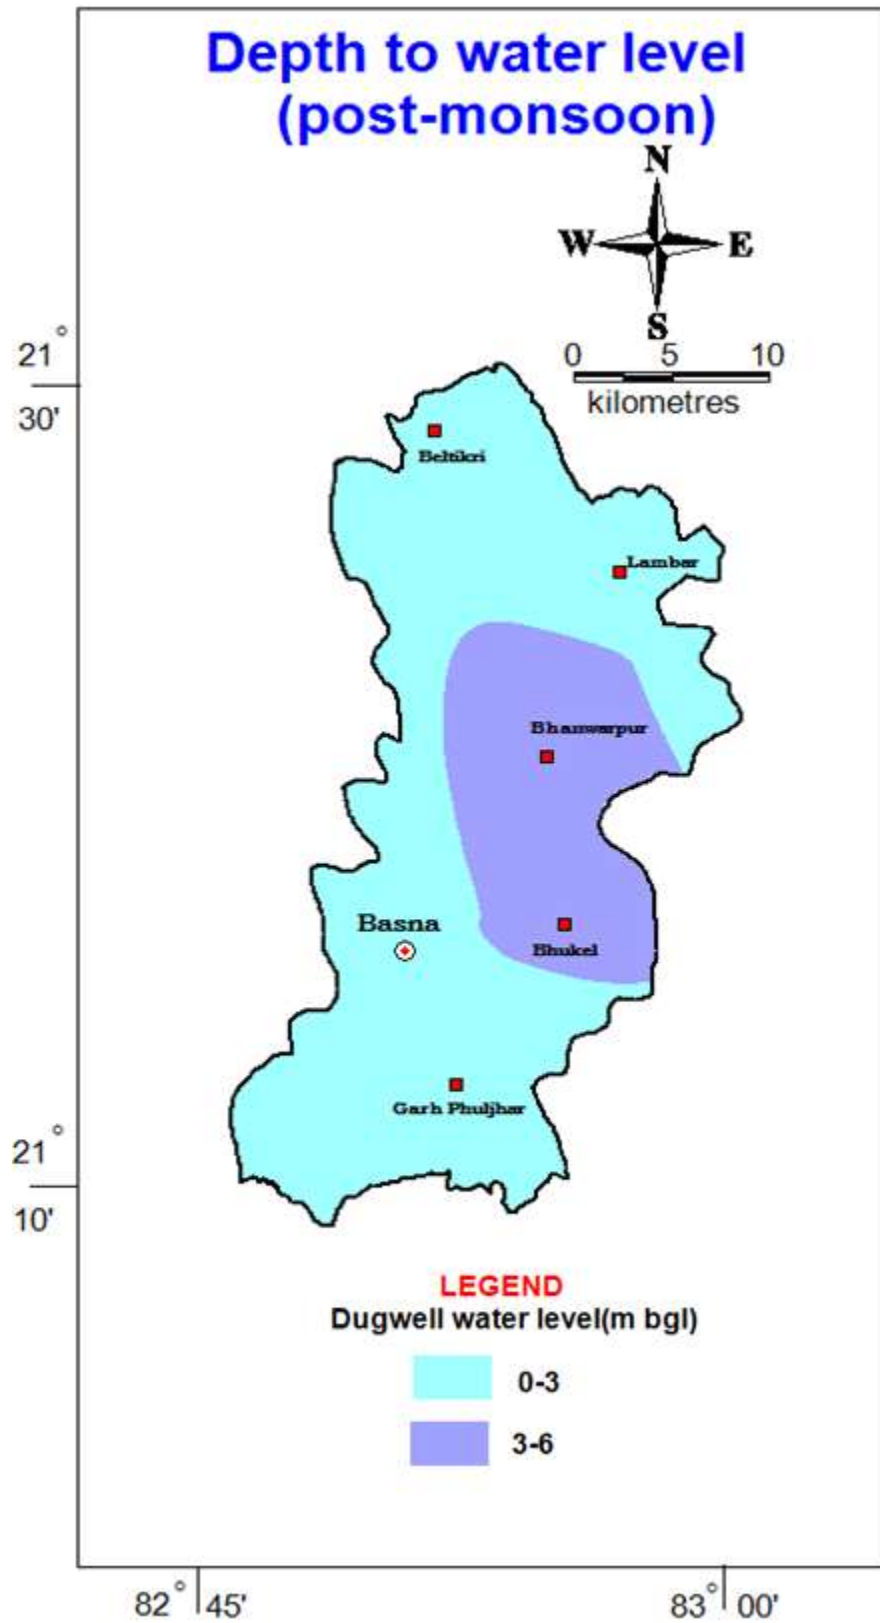 Depth to water level
(post-monsoon)
N
W E
S
0 5 10
kilometres
21°
30'
Beltikri
Lambar
Bhanwarpur
Basna
Bhukel
Garh Phuljhar
21°
10'
LEGEND
Dugwell water level(m bgl)
0-3
3-6
82° 45' 83° 00'